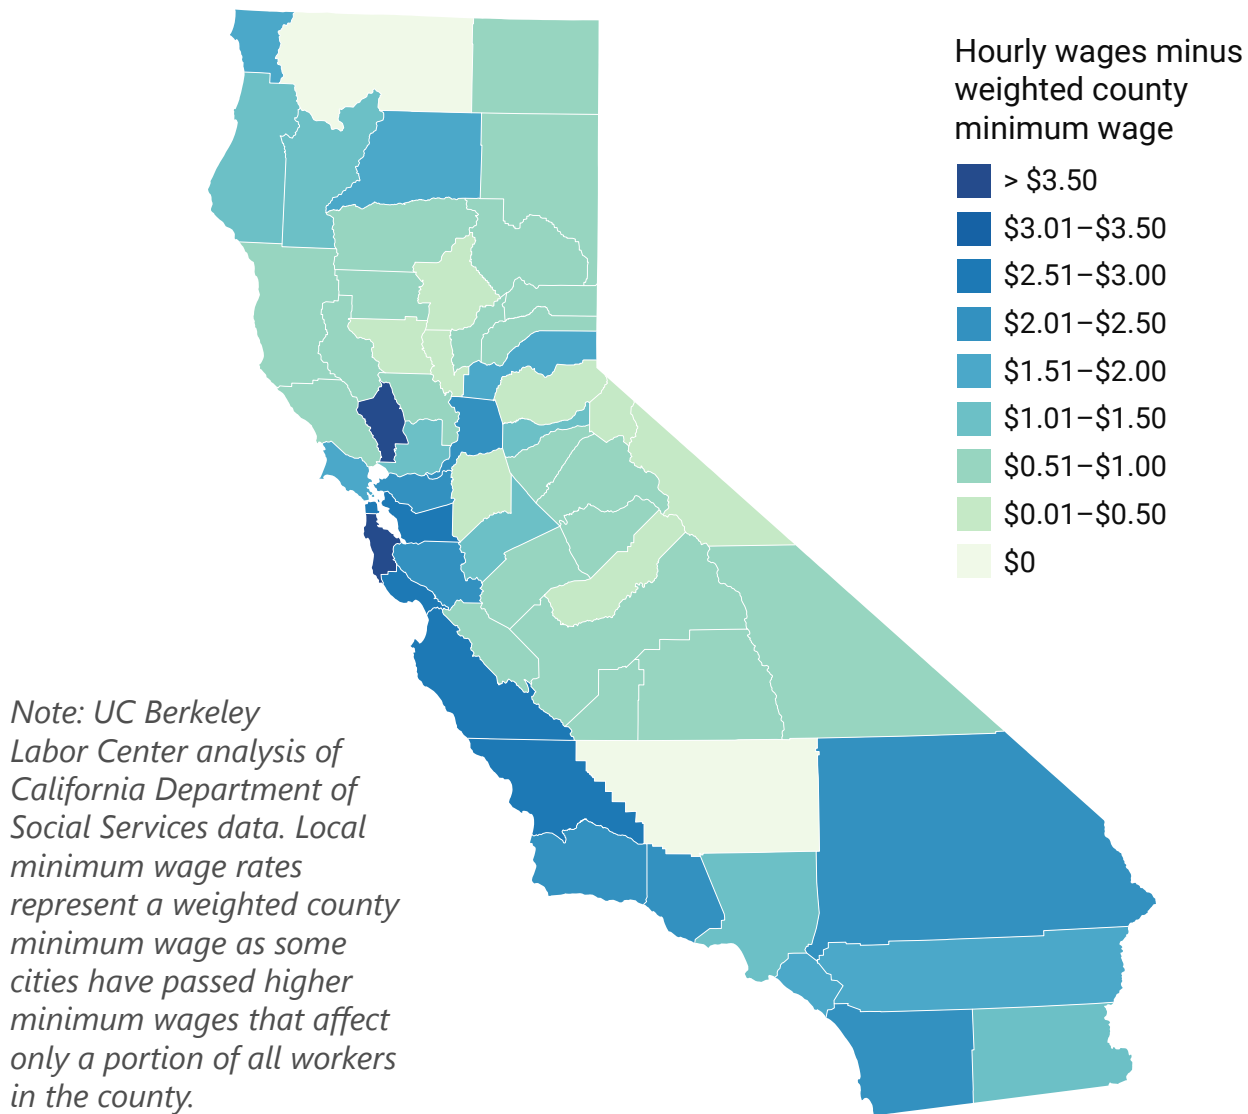 Hourly wages minus
weighted county
minimum wage
> $3.50
$3.01–$3.50
$2.51–$3.00
$2.01–$2.50
$1.51–$2.00
$1.01–$1.50
$0.51–$1.00
$0.01–$0.50
$0
Note: UC Berkeley
Labor Center analysis of
California Department of
Social Services data. Local
minimum wage rates
represent a weighted county
minimum wage as some
cities have passed higher
minimum wages that affect
only a portion of all workers
in the county.